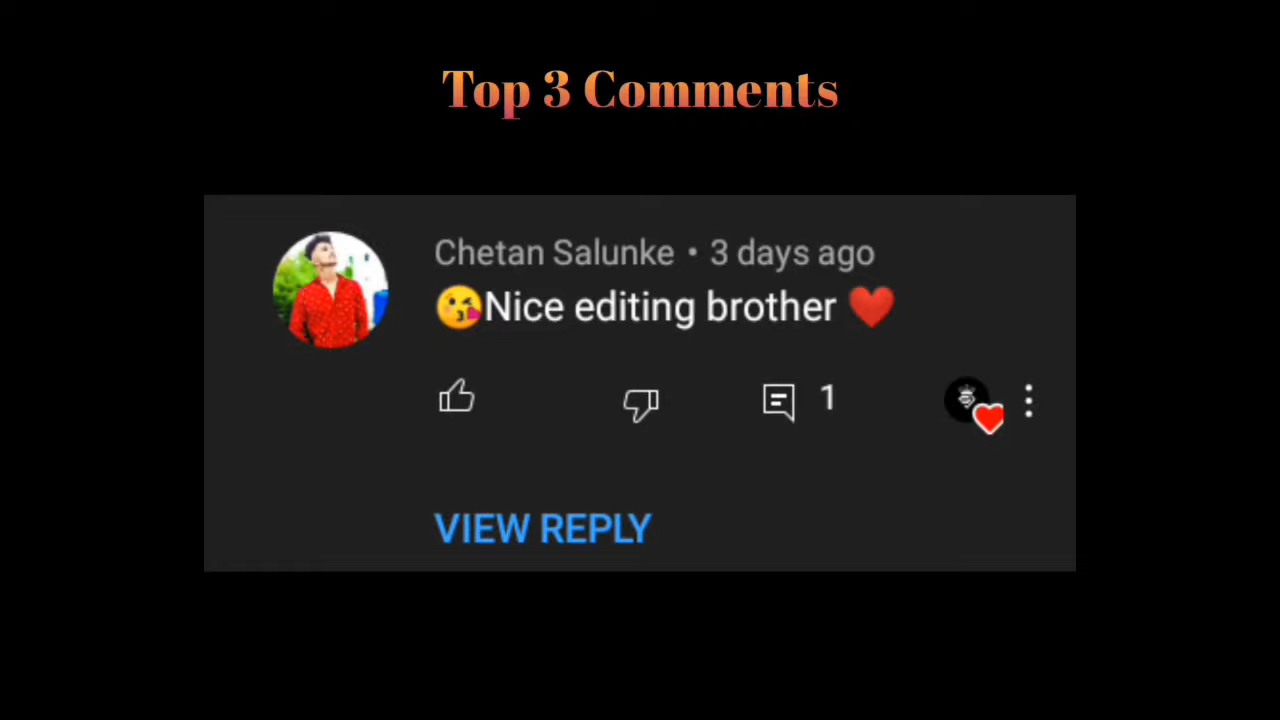 Top 3 Comments
Chetan Salunke • 3 days ago
😘Nice editing brother ❤️
1
VIEW REPLY